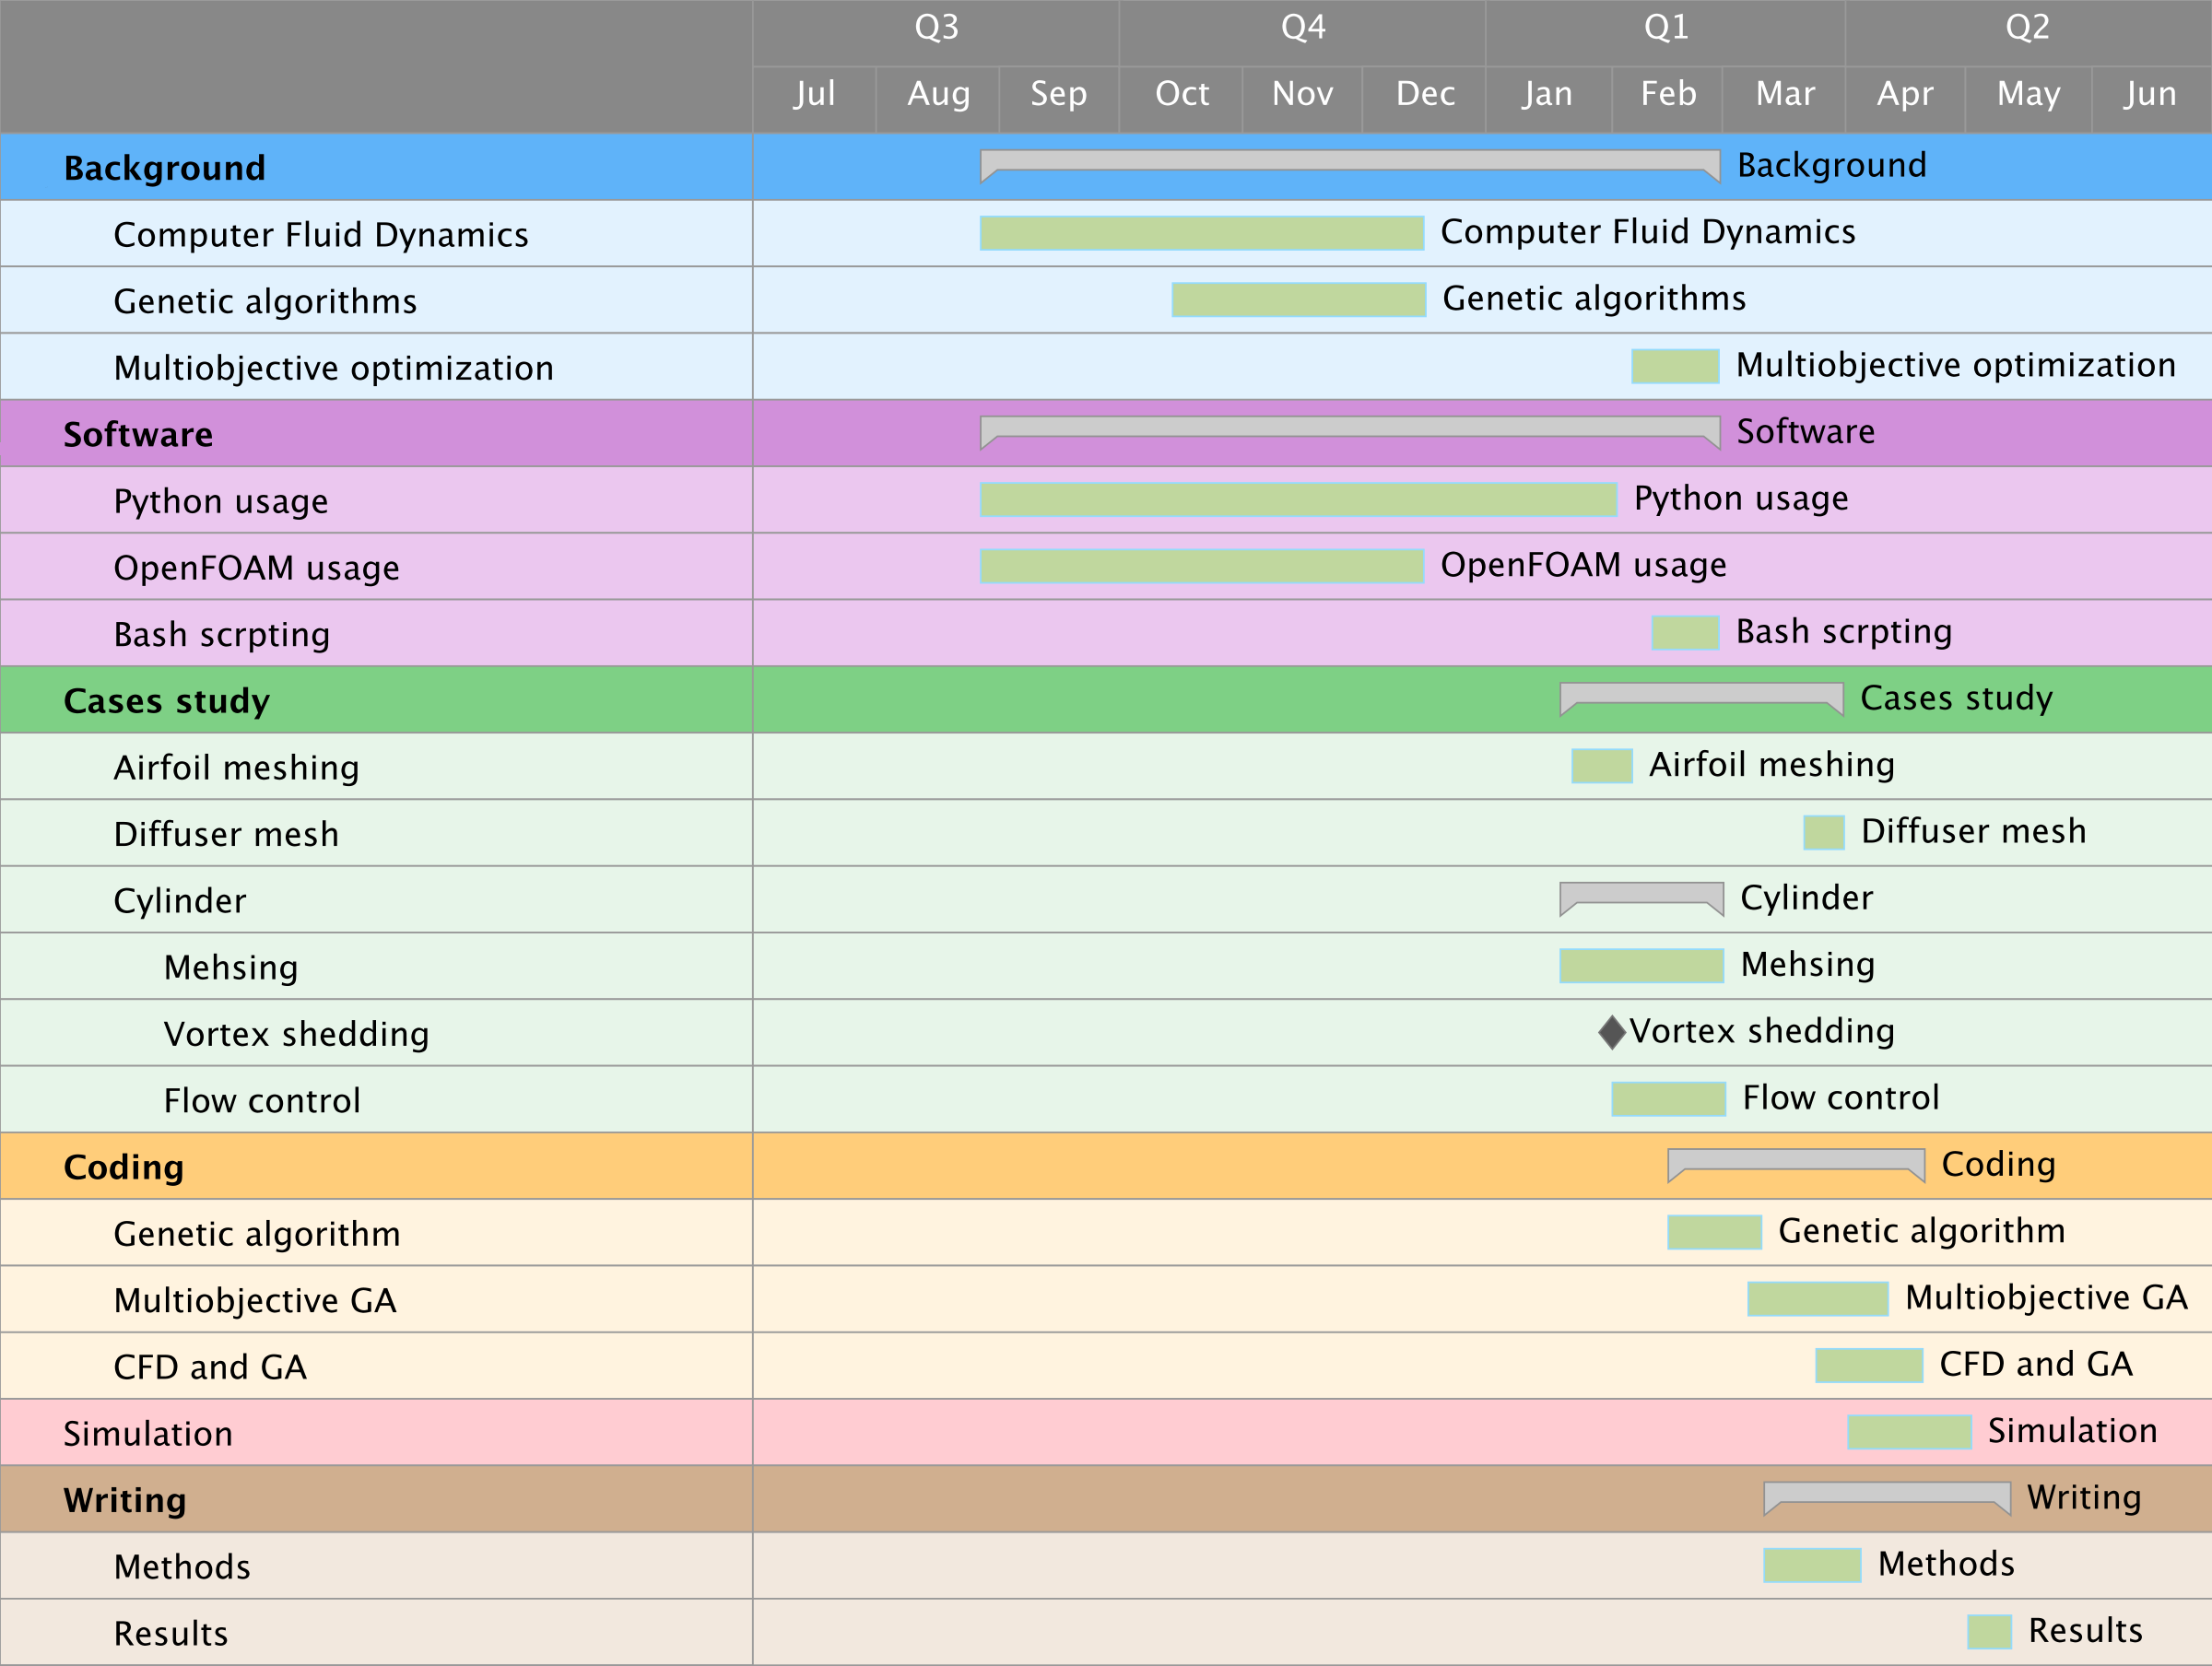 Q3 Q4 Q1 Q2
Jul Aug Sep Oct Nov Dec Jan Feb Mar Apr May Jun
Background Background
Computer Fluid Dynamics Computer Fluid Dynamics
Genetic algorithms Genetic algorithms
Multiobjective optimization Multiobjective optimization
Software Software
Python usage Python usage
OpenFOAM usage OpenFOAM usage
Bash scrpting Bash scrpting
Cases study Cases study
Airfoil meshing Airfoil meshing
Diffuser mesh Diffuser mesh
Cylinder Cylinder
Mehsing Mehsing
Vortex shedding Vortex shedding
Flow control Flow control
Coding Coding
Genetic algorithm Genetic algorithm
Multiobjective GA Multiobjective GA
CFD and GA CFD and GA
Simulation Simulation
Writing Writing
Methods Methods
Results Results